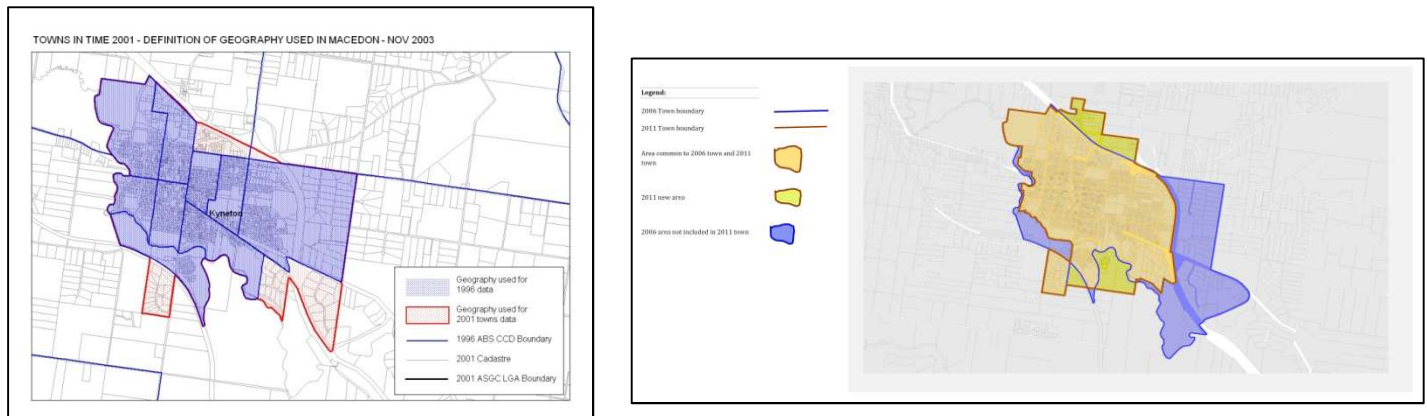 TOWNS IN TIME 2001 - DEFINITION OF GEOGRAPHY USED IN MACEDON - NOV 2003
Kyneton
Geography used for
1996 data
Geography used for
2001 towns data
1996 ABS CCD Boundary
2001 Cadastre
2001 ASGC LGA Boundary
Legend:
2006 Town boundary
2011 Town boundary
Area common to 2006 town and 2011
town
2011 new area
2006 area not included in 2011 town